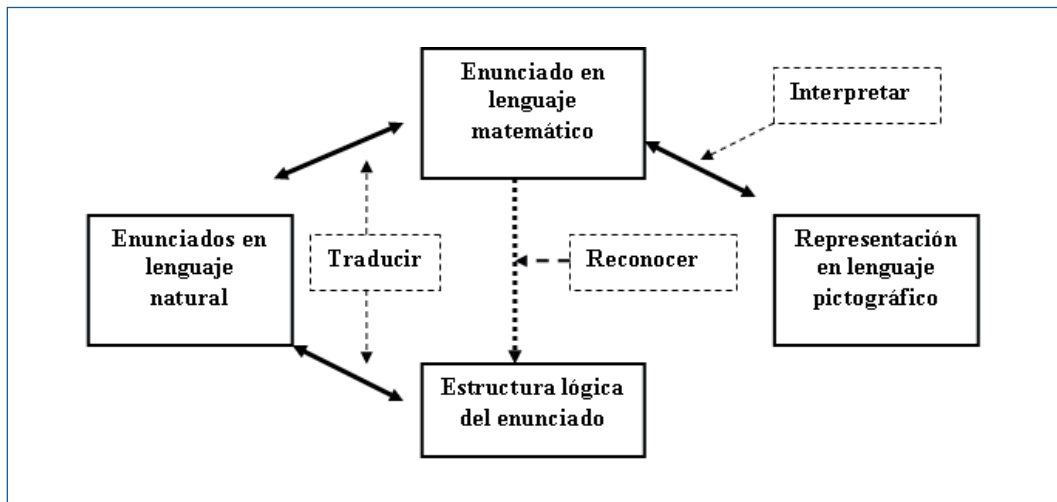 Enunciado en
lenguaje
matemático
Interpretar
Enunciados en
lenguaje
natural
Traducir
Reconocer
Representación
en lenguaje
pictográfico
Estructura lógica
del enunciado